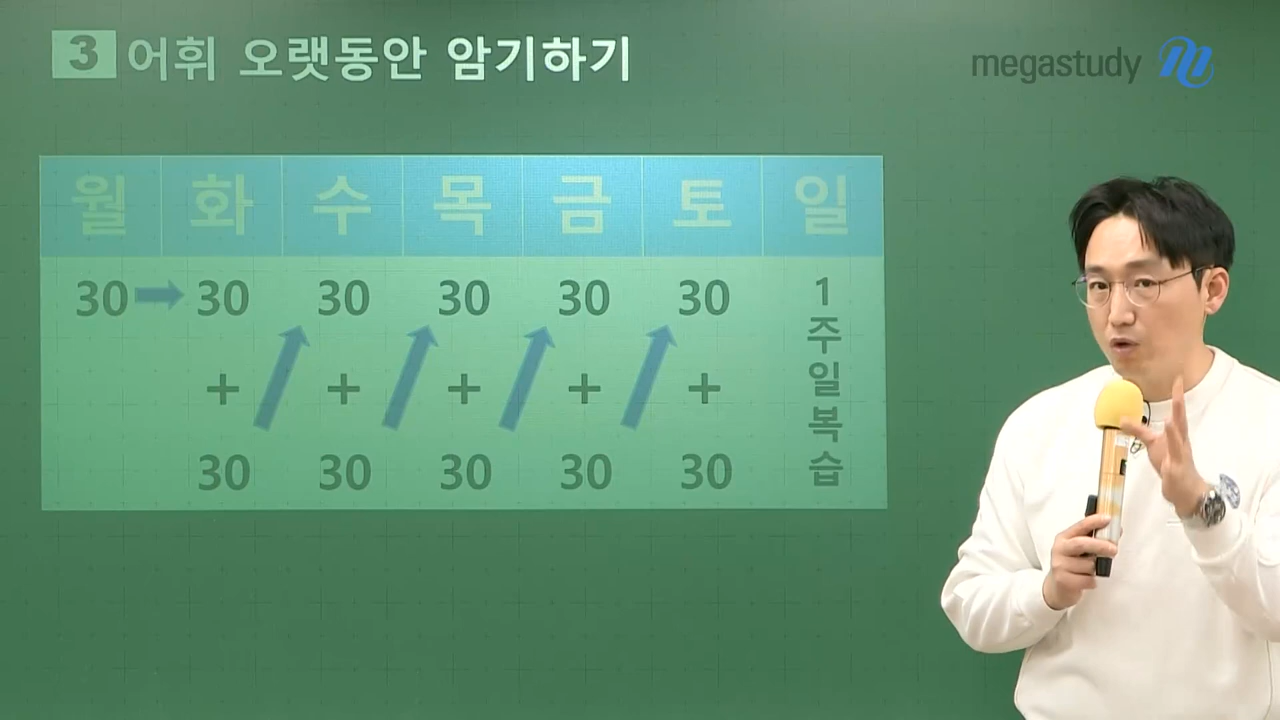 3 어휘 오랫동안 암기하기
megastudy
월 화 수 목 금 토 일
30 30 30 30 30 30
+ + + + +
30 30 30 30 30
1
주
일
복
습